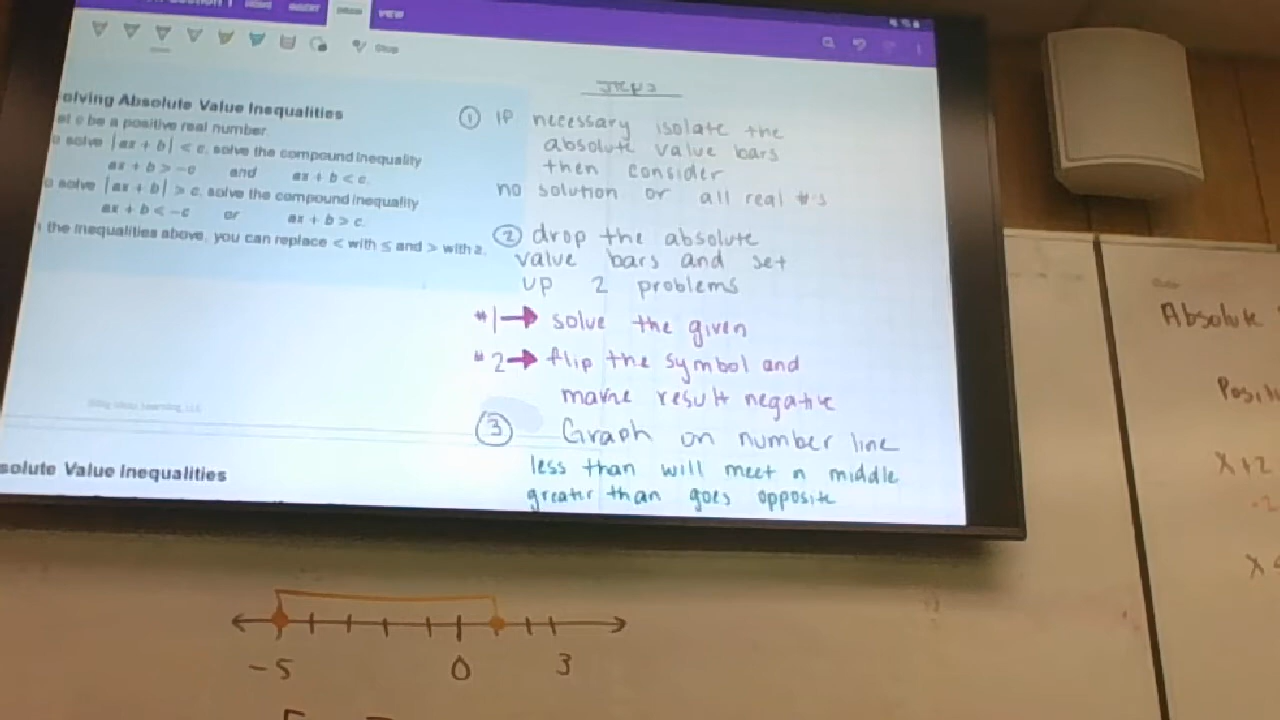 VIEW
Stop
olving Absolute Value Inequalities
et c be a positive real number.
o solve |ax + b| < c, solve the compound inequality
ax + b > -c and ax + b < c.
o solve |ax + b| > c, solve the compound inequality
ax + b < -c or ax + b > c.
the inequalities above, you can replace < with ≤ and > with ≥.
solute Value Inequalities
① IF necessary isolate the
absolute value bars
then consider
no solution or all real #'s
② drop the absolute
value bars and set
up 2 problems
#1→ solve the given
#2→ flip the symbol and
make result negative
③ Graph on number line
less than will meet n middle
greater than goes opposite
-5 0 3
Absolute
X+2